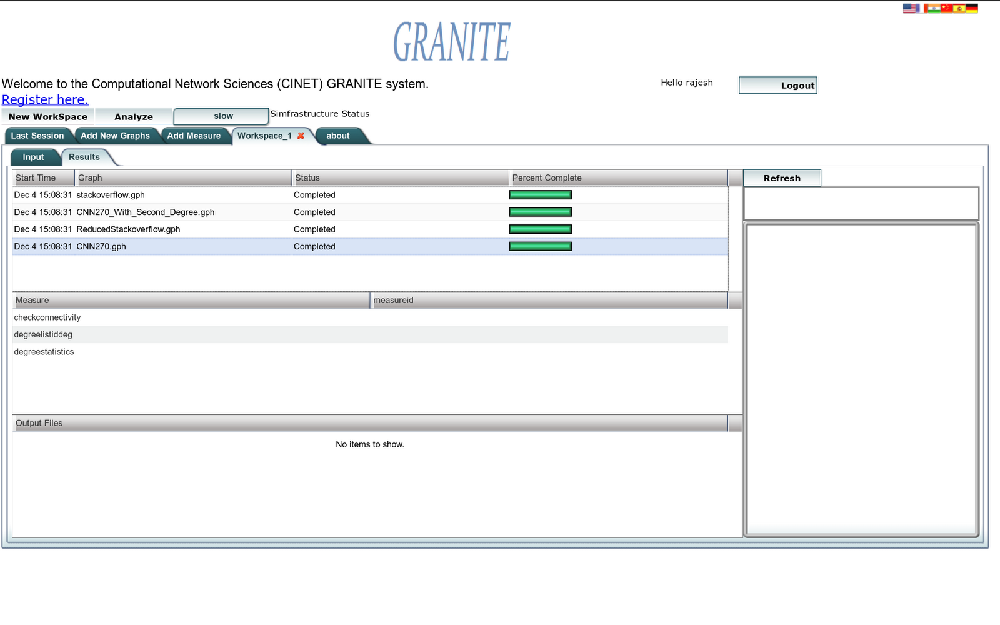 GRANITE
Welcome to the Computational Network Sciences (CINET) GRANITE system.
Hello rajesh
Logout
Register here.
New WorkSpace Analyze slow Simfrastructure Status
Last Session Add New Graphs Add Measure Workspace_1 about
Input Results
Start Time Graph Status Percent Complete Refresh
Dec 4 15:08:31 stackoverflow.gph Completed
Dec 4 15:08:31 CNN270_With_Second_Degree.gph Completed
Dec 4 15:08:31 ReducedStackoverflow.gph Completed
Dec 4 15:08:31 CNN270.gph Completed
Measure measureid
checkconnectivity
degreelistiddeg
degreestatistics
Output Files
No items to show.